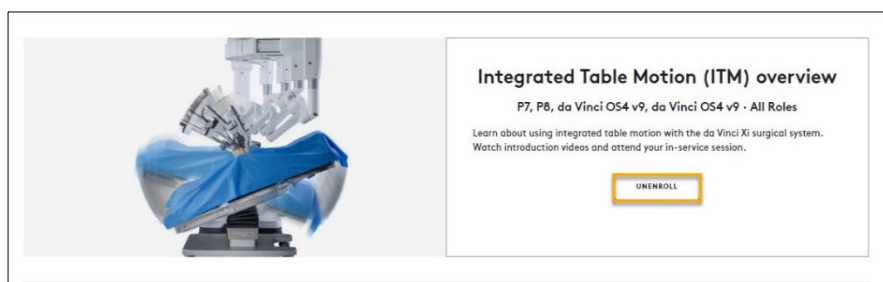 Integrated Table Motion (ITM) overview
P7, P8, da Vinci OS4 v9, da Vinci OS4 v9 · All Roles
Learn about using integrated table motion with the da Vinci Xi surgical system.
Watch introduction videos and attend your in-service session.
UNENROLL